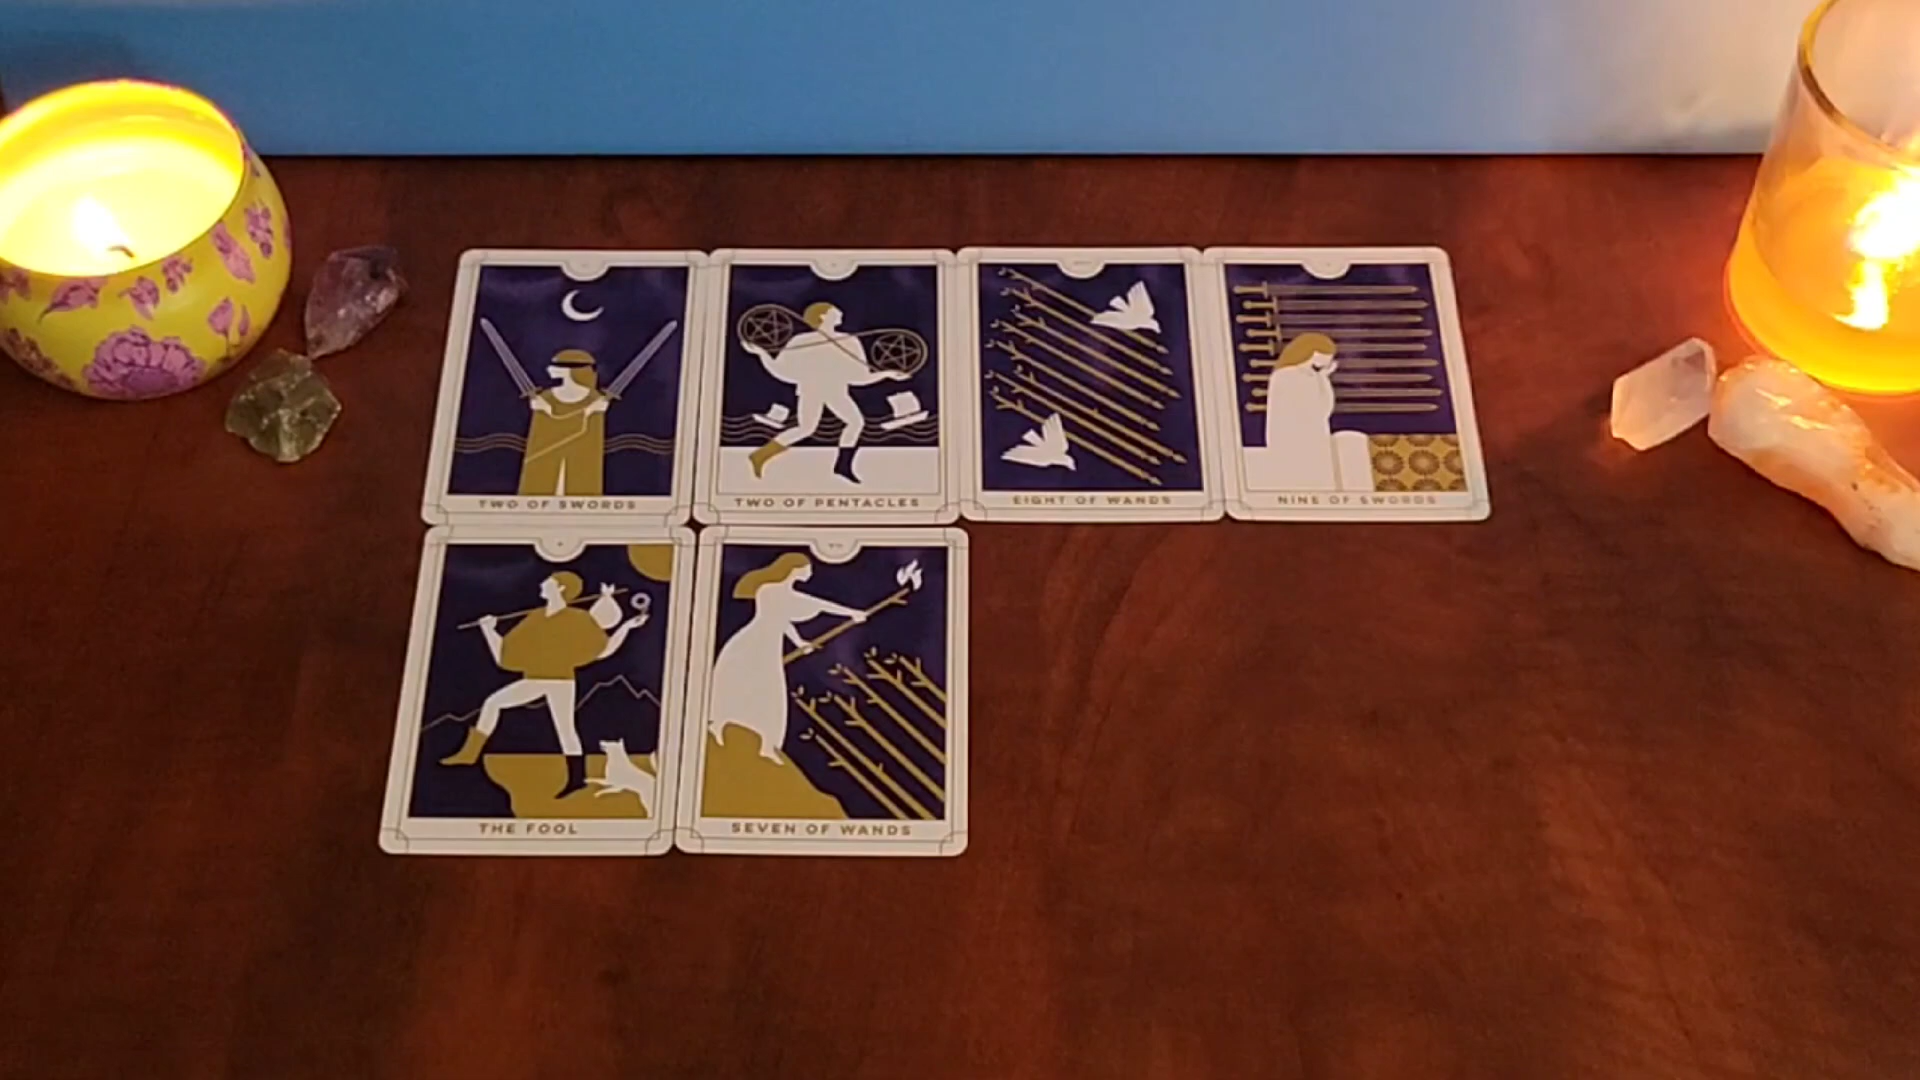 TWO OF SWORDS
TWO OF PENTACLES
EIGHT OF WANDS
NINE OF SWORDS
THE FOOL
SEVEN OF WANDS